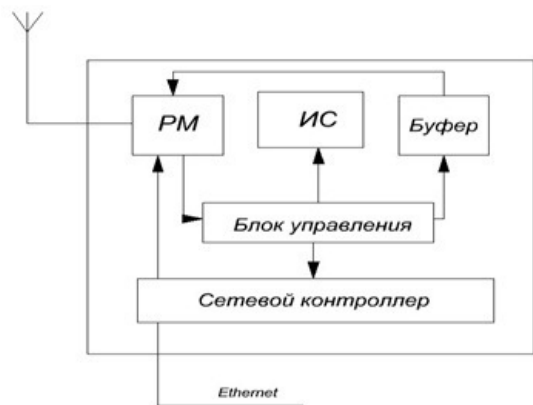 РМ
ИС
Буфер
Блок управления
Сетевой контроллер
Ethernet